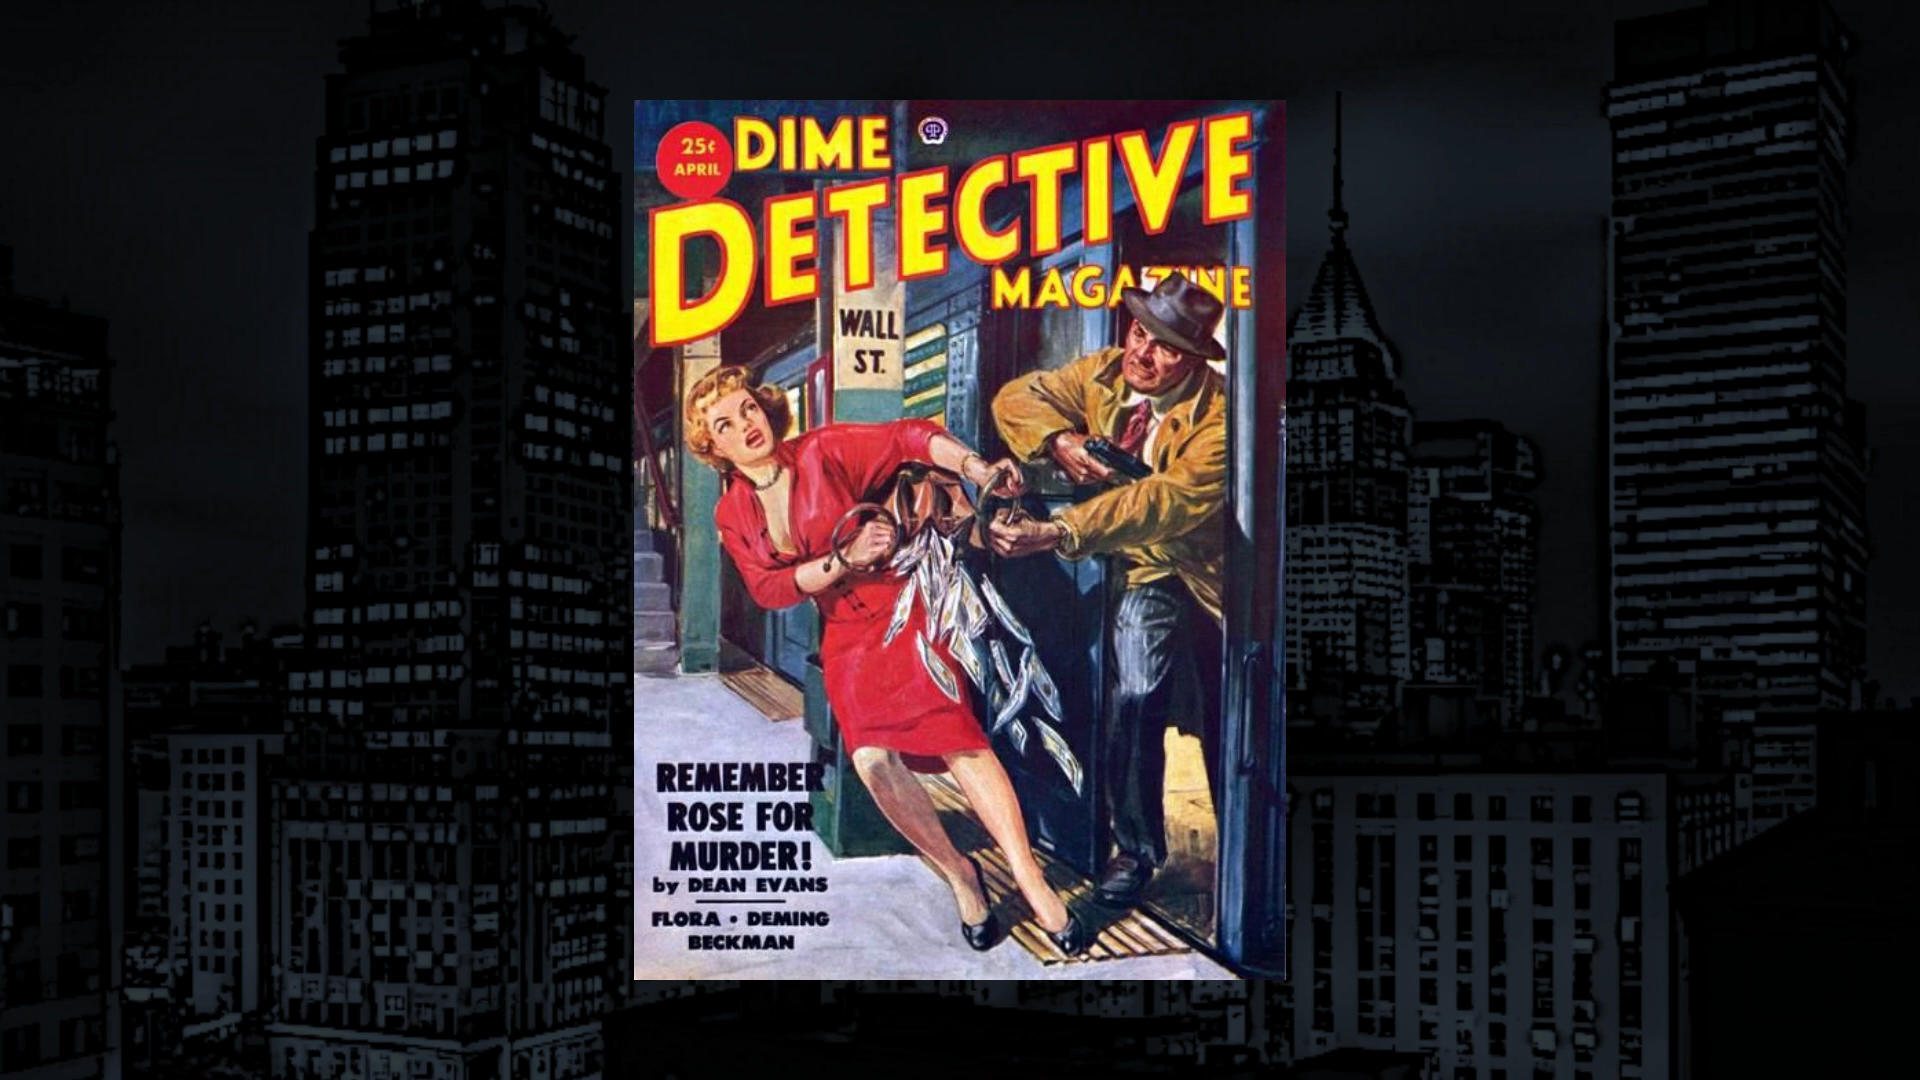 25¢
APRIL
DIME
DETECTIVE
MAGAZINE
WALL
ST.
REMEMBER
ROSE FOR
MURDER!
by DEAN EVANS
FLORA • DEMING
BECKMAN